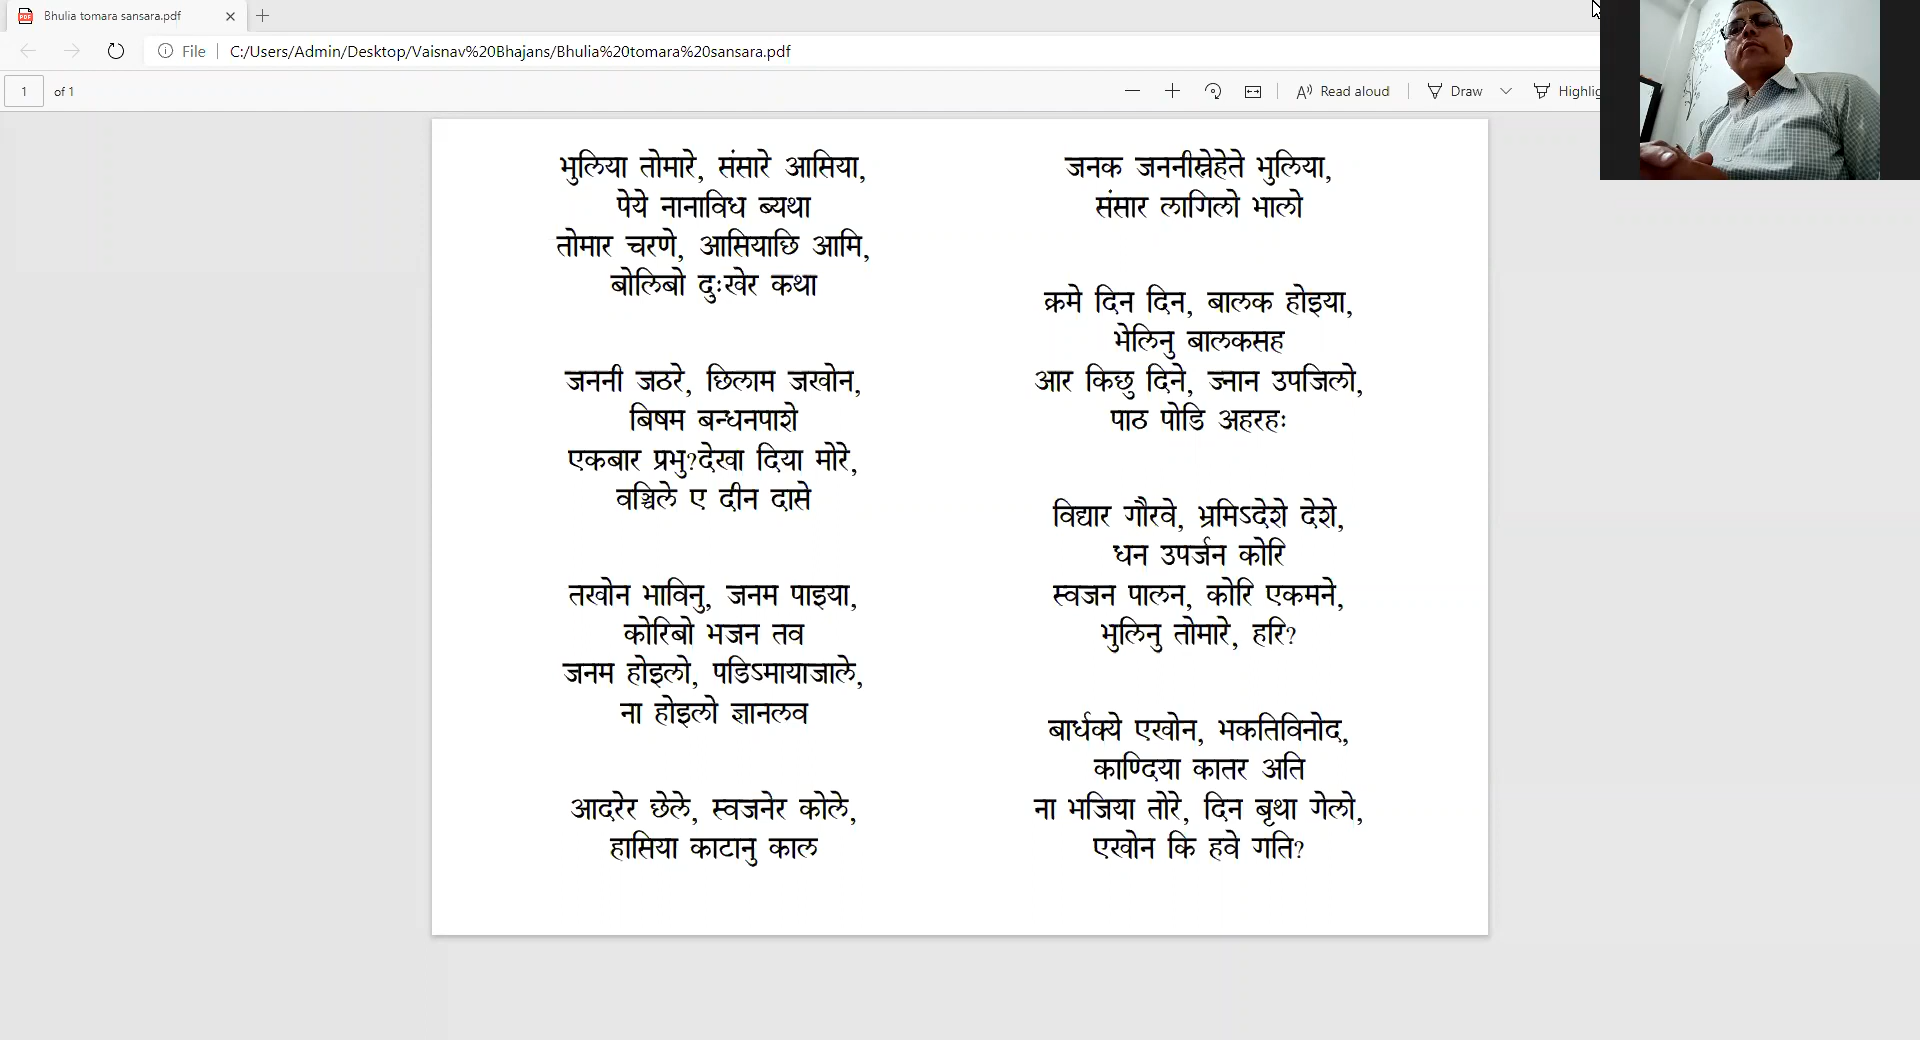 Bhulia tomara sansara.pdf
File
C:/Users/Admin/Desktop/Vaisnav%20Bhajans/Bhulia%20tomara%20sansara.pdf
1 of 1
Read aloud
Draw
Highlig
भुलिया तोमारे, संसारे आसिया,
पेये नानाविध ब्यथा
तोमार चरणे, आसियाछि आमि,
बोलिबो दुःखेर कथा
जननी जठरे, छिलाम जखोन,
बिषम बन्धनपाशे
एकबार प्रभु?देखा दिया मोरे,
वञ्चिले ए दीन दासे
तखोन भाविनु, जनम पाइया,
कोरिबो भजन तव
जनम होइलो, पडिऽमायाजाले,
ना होइलो ज्ञानलव
आदरेर छेले, स्वजनेर कोले,
हासिया काटानु काल
जनक जननीस्नेहेते भुलिया,
संसार लागिलो भालो
क्रमे दिन दिन, बालक होइया,
भेलिनु बालकसह
आर किछु दिने, ज्नान उपजिलो,
पाठ पोडि अहरहः
विद्यार गौरवे, भ्रमिऽदेशे देशे,
धन उपर्जन कोरि
स्वजन पालन, कोरि एकमने,
भुलिनु तोमारे, हरि?
बार्धक्ये एखोन, भकतिविनोद,
काण्दिया कातर अति
ना भजिया तोरे, दिन बृथा गेलो,
एखोन कि हवे गति?